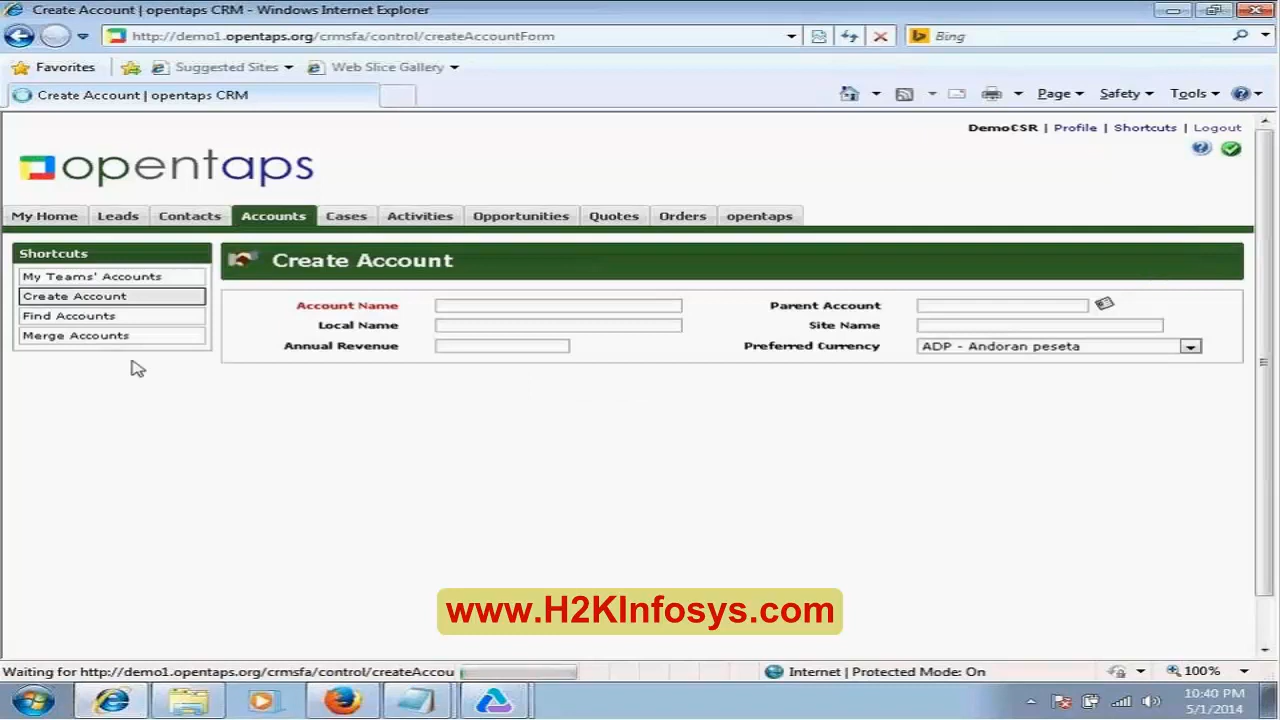 Create Account | opentaps CRM - Windows Internet Explorer
http://demo1.opentaps.org/crmsfa/control/createAccountForm
Bing
Favorites Suggested Sites Web Slice Gallery
Create Account | opentaps CRM
Page Safety Tools
DemoCSR | Profile | Shortcuts | Logout
opentaps
My Home Leads Contacts Accounts Cases Activities Opportunities Quotes Orders opentaps
Shortcuts
My Teams' Accounts
Create Account
Find Accounts
Merge Accounts
Create Account
Account Name Parent Account
Local Name Site Name
Annual Revenue Preferred Currency ADP - Andoran peseta
www.H2KInfosys.com
Waiting for http://demo1.opentaps.org/crmsfa/control/createAccou Internet | Protected Mode: On 100%
10:40 PM
5/1/2014